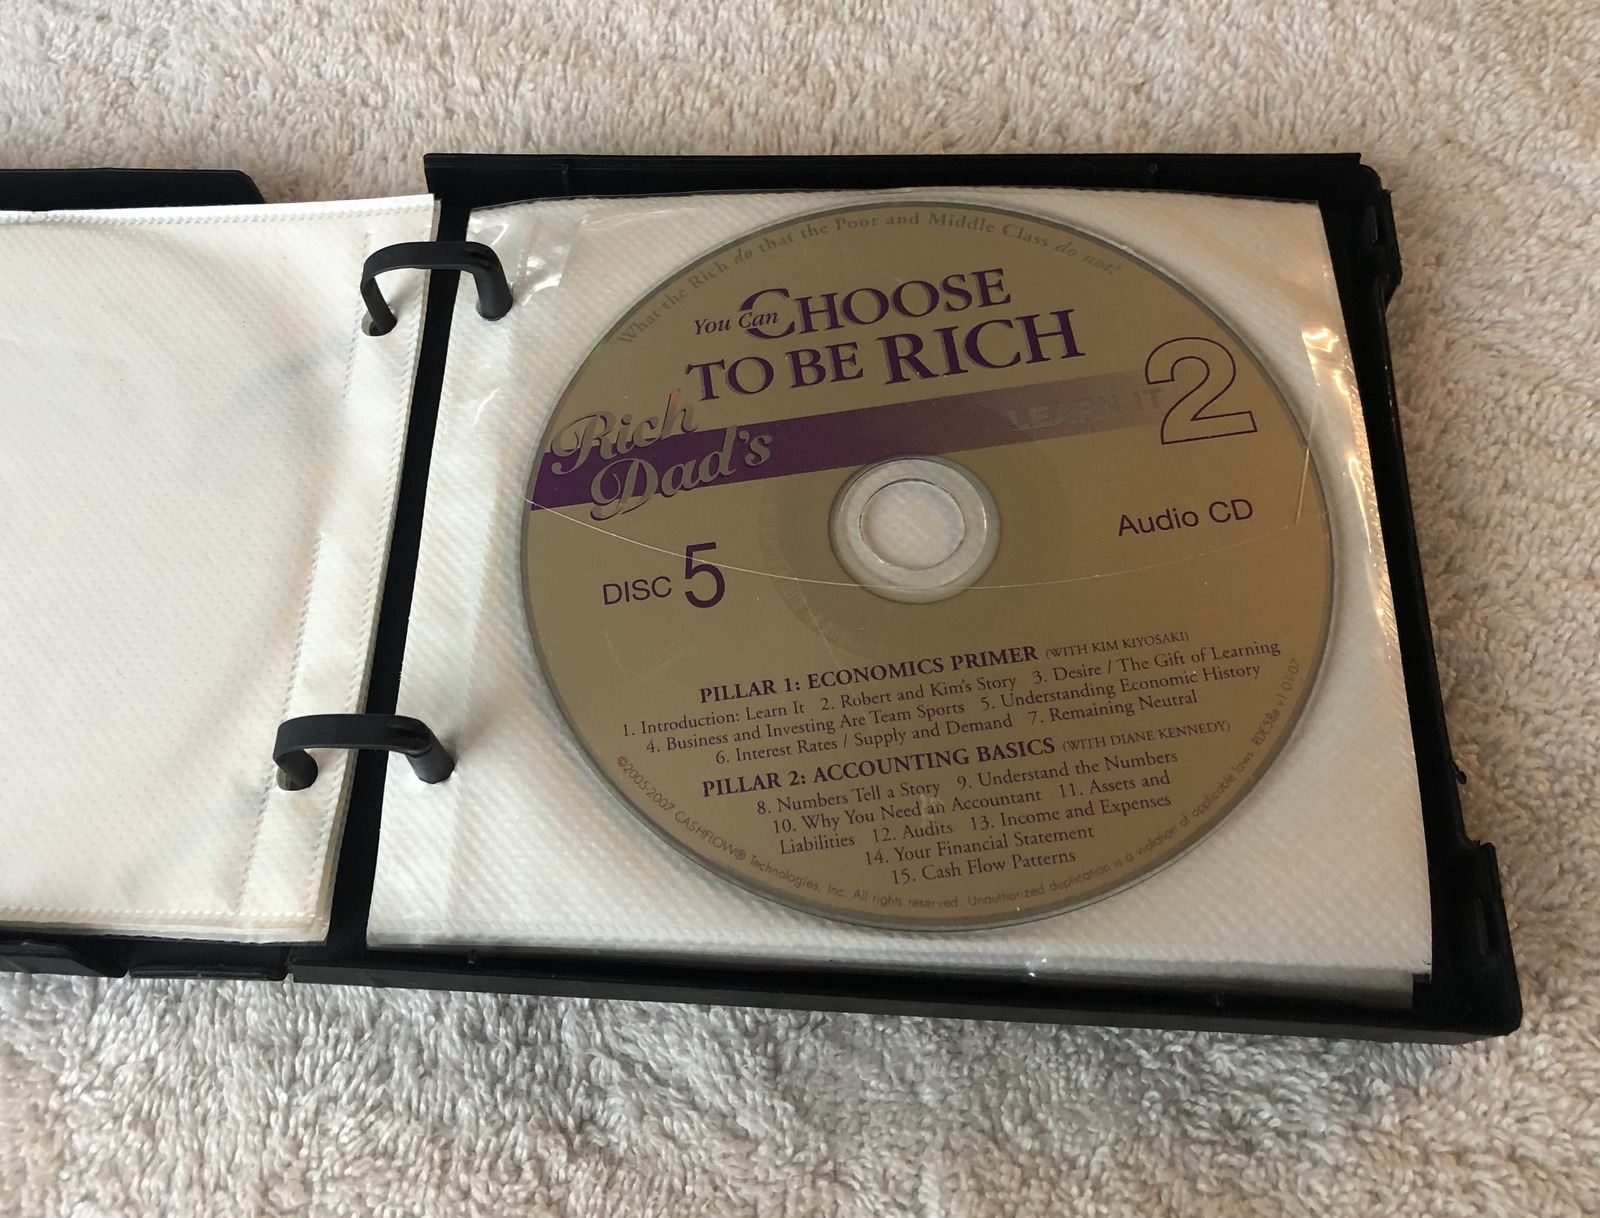 What the Rich do that the Poor and Middle Class do not!
You Can CHOOSE
TO BE RICH
Rich
Dad's
LEARN IT 2
Audio CD
DISC 5
PILLAR 1: ECONOMICS PRIMER (WITH KIM KIYOSAKI)
1. Introduction: Learn It 2. Robert and Kim's Story 3. Desire / The Gift of Learning
4. Business and Investing Are Team Sports 5. Understanding Economic History
6. Interest Rates / Supply and Demand 7. Remaining Neutral
PILLAR 2: ACCOUNTING BASICS (WITH DIANE KENNEDY)
8. Numbers Tell a Story 9. Understand the Numbers
10. Why You Need an Accountant 11. Assets and
Liabilities 12. Audits 13. Income and Expenses
14. Your Financial Statement
15. Cash Flow Patterns
©2005-2007 CASHFLOW® Technologies, Inc. All rights reserved. Unauthorized duplication is a violation of applicable laws. RDE58e v1 01-07